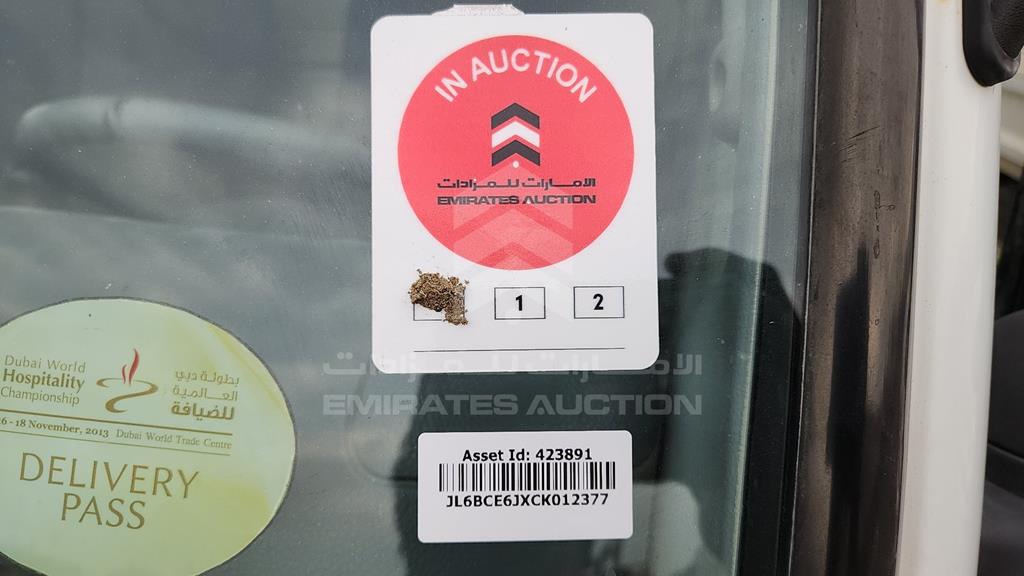 IN AUCTION
الامارات للمزادات
EMIRATES AUCTION
1 2
الامارات للمزادات
EMIRATES AUCTION
Asset Id: 423891
JL6BCE6JXCK012377
Dubai World
Hospitality
Championship
بطولة دبي
العالمية
للضيافة
- 18 November, 2013 Dubai World Trade Centre
DELIVERY
PASS